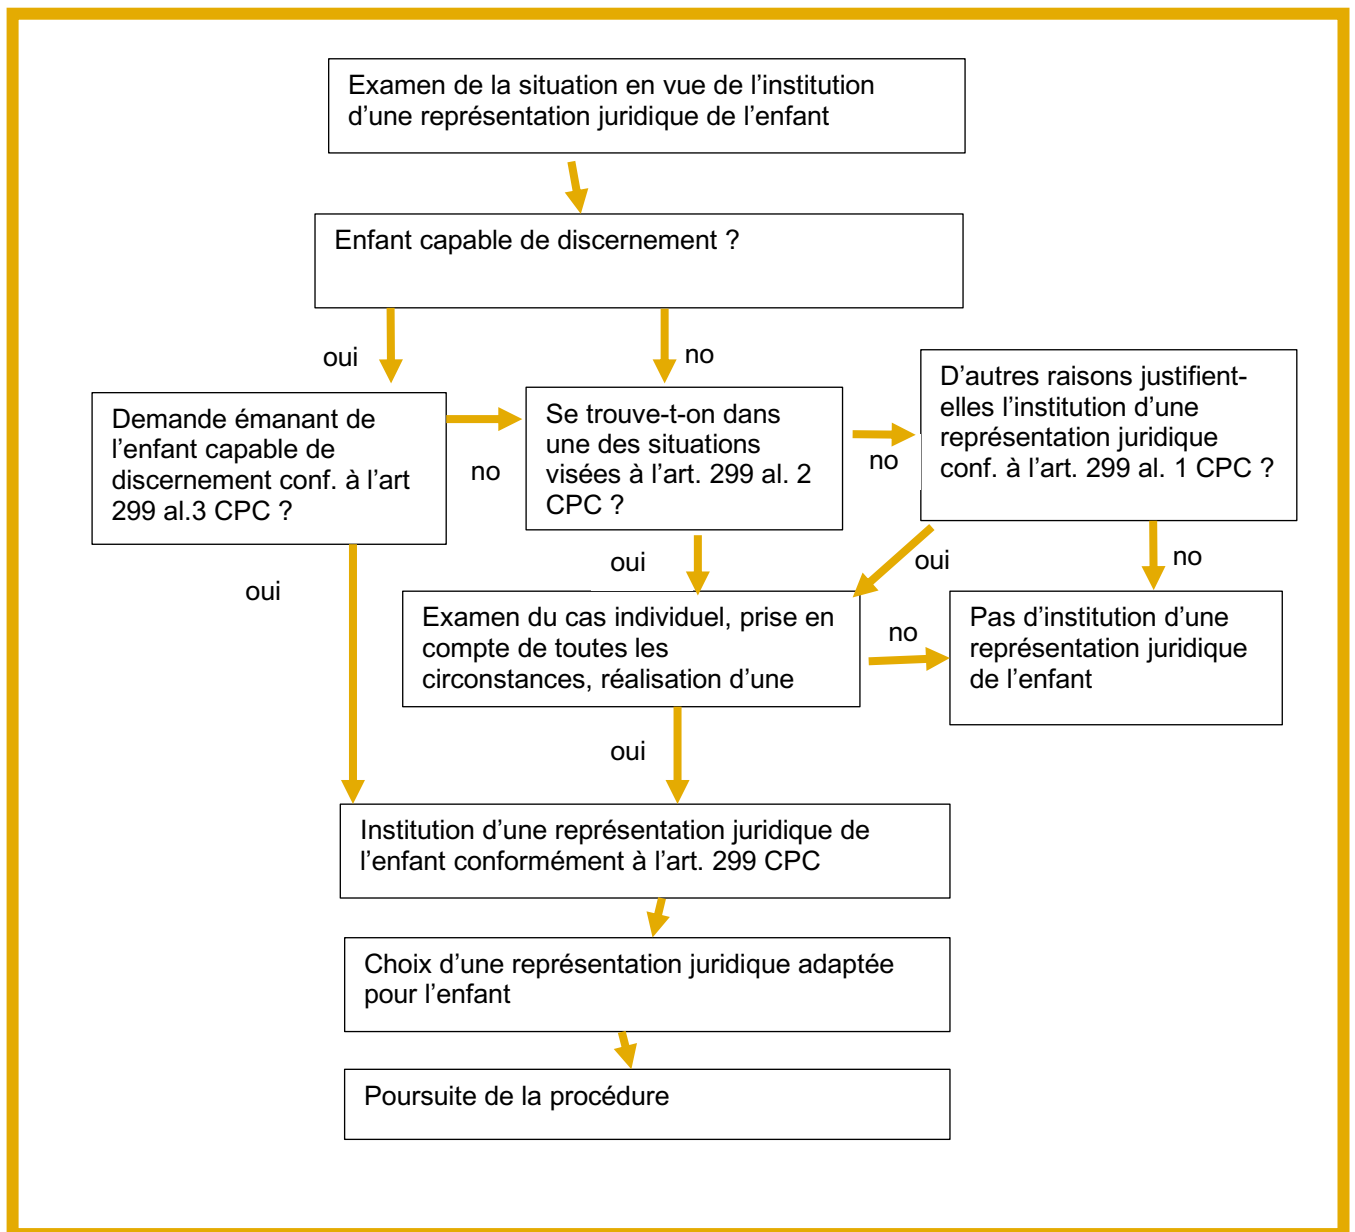 Examen de la situation en vue de l’institution
d’une représentation juridique de l’enfant
Enfant capable de discernement ?
oui
no
Demande émanant de
l’enfant capable de
discernement conf. à l’art
299 al.3 CPC ?
no
Se trouve-t-on dans
une des situations
visées à l’art. 299 al. 2
CPC ?
no
D’autres raisons justifient-
elles l’institution d’une
représentation juridique
conf. à l’art. 299 al. 1 CPC ?
oui
oui
oui
no
Examen du cas individuel, prise en
compte de toutes les
circonstances, réalisation d’une
no
Pas d’institution d’une
représentation juridique
de l’enfant
oui
Institution d’une représentation juridique de
l’enfant conformément à l’art. 299 CPC
Choix d’une représentation juridique adaptée
pour l’enfant
Poursuite de la procédure